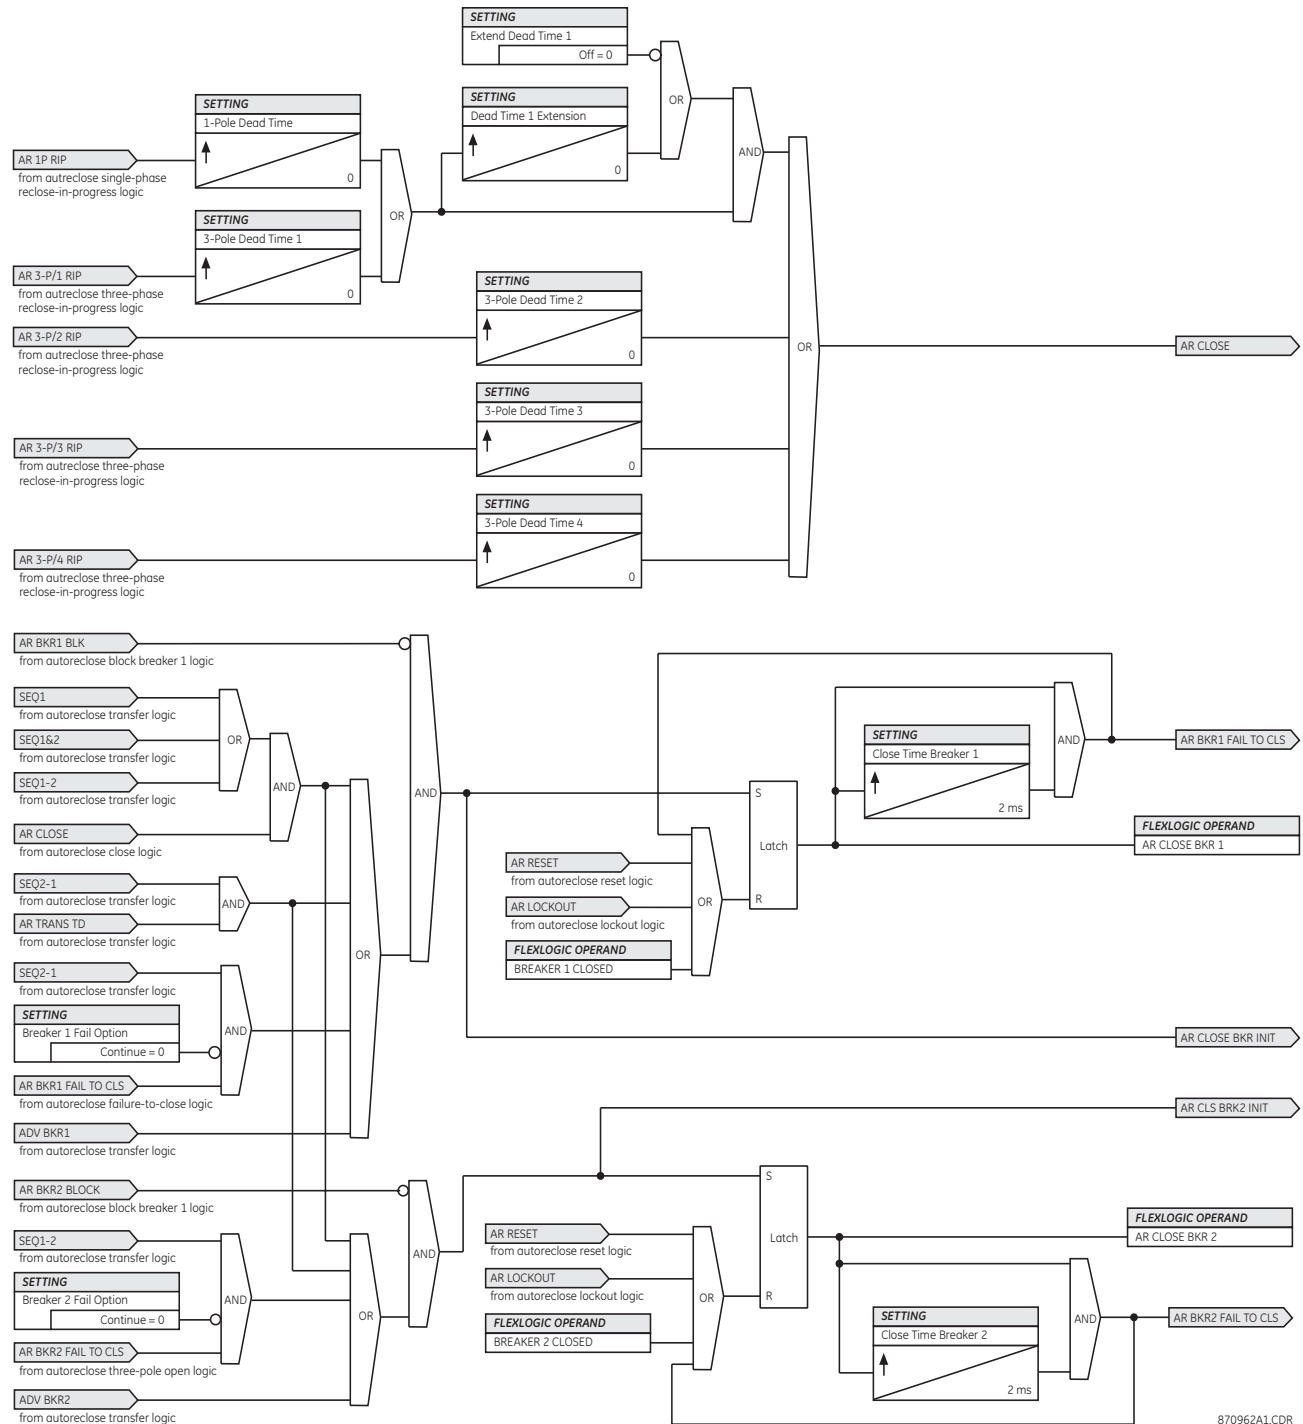 SETTING
Extend Dead Time 1
Off = 0
OR
SETTING
Dead Time 1 Extension
0
AND
SETTING
1-Pole Dead Time
0
AR 1P RIP
from autreclose single-phase
reclose-in-progress logic
OR
SETTING
3-Pole Dead Time 1
0
AR 3-P/1 RIP
from autreclose three-phase
reclose-in-progress logic
SETTING
3-Pole Dead Time 2
0
AR 3-P/2 RIP
from autreclose three-phase
reclose-in-progress logic
OR
AR CLOSE
SETTING
3-Pole Dead Time 3
0
AR 3-P/3 RIP
from autreclose three-phase
reclose-in-progress logic
SETTING
3-Pole Dead Time 4
0
AR 3-P/4 RIP
from autreclose three-phase
reclose-in-progress logic
AR BKR1 BLK
from autoreclose block breaker 1 logic
SEQ1
from autoreclose transfer logic
SEQ1&2
from autoreclose transfer logic
OR
SEQ1-2
from autoreclose transfer logic
AND
AR CLOSE
from autoreclose close logic
SEQ2-1
from autoreclose transfer logic
AND
AR TRANS TD
from autoreclose transfer logic
SEQ2-1
from autoreclose transfer logic
SETTING
Breaker 1 Fail Option
Continue = 0
AND
AR BKR1 FAIL TO CLS
from autoreclose failure-to-close logic
ADV BKR1
from autoreclose transfer logic
OR
AND
S
Latch
R
AR RESET
from autoreclose reset logic
AR LOCKOUT
from autoreclose lockout logic
OR
FLEXLOGIC OPERAND
BREAKER 1 CLOSED
SETTING
Close Time Breaker 1
2 ms
AND
AR BKR1 FAIL TO CLS
FLEXLOGIC OPERAND
AR CLOSE BKR 1
AR CLOSE BKR INIT
AR CLS BRK2 INIT
AR BKR2 BLOCK
from autoreclose block breaker 1 logic
SEQ1-2
from autoreclose transfer logic
SETTING
Breaker 2 Fail Option
Continue = 0
AND
AR BKR2 FAIL TO CLS
from autoreclose three-pole open logic
ADV BKR2
from autoreclose transfer logic
OR
AND
S
Latch
R
AR RESET
from autoreclose reset logic
AR LOCKOUT
from autoreclose lockout logic
OR
FLEXLOGIC OPERAND
BREAKER 2 CLOSED
FLEXLOGIC OPERAND
AR CLOSE BKR 2
SETTING
Close Time Breaker 2
2 ms
AND
AR BKR2 FAIL TO CLS
870962A1.CDR